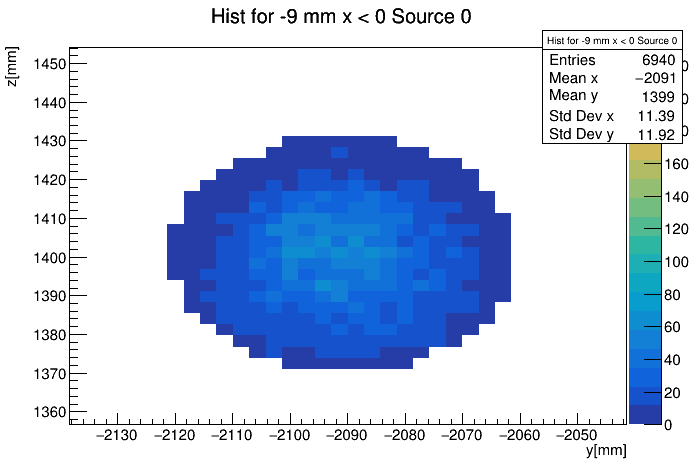 Hist for -9 mm x < 0 Source 0
Hist for -9 mm x < 0 Source 0
Entries 6940
Mean x −2091
Mean y 1399
Std Dev x 11.39
Std Dev y 11.92
z[mm]
1450
1440
1430
1420
1410
1400
1390
1380
1370
1360
−2130 −2120 −2110 −2100 −2090 −2080 −2070 −2060 −2050
y[mm]
160
140
120
100
80
60
40
20
0